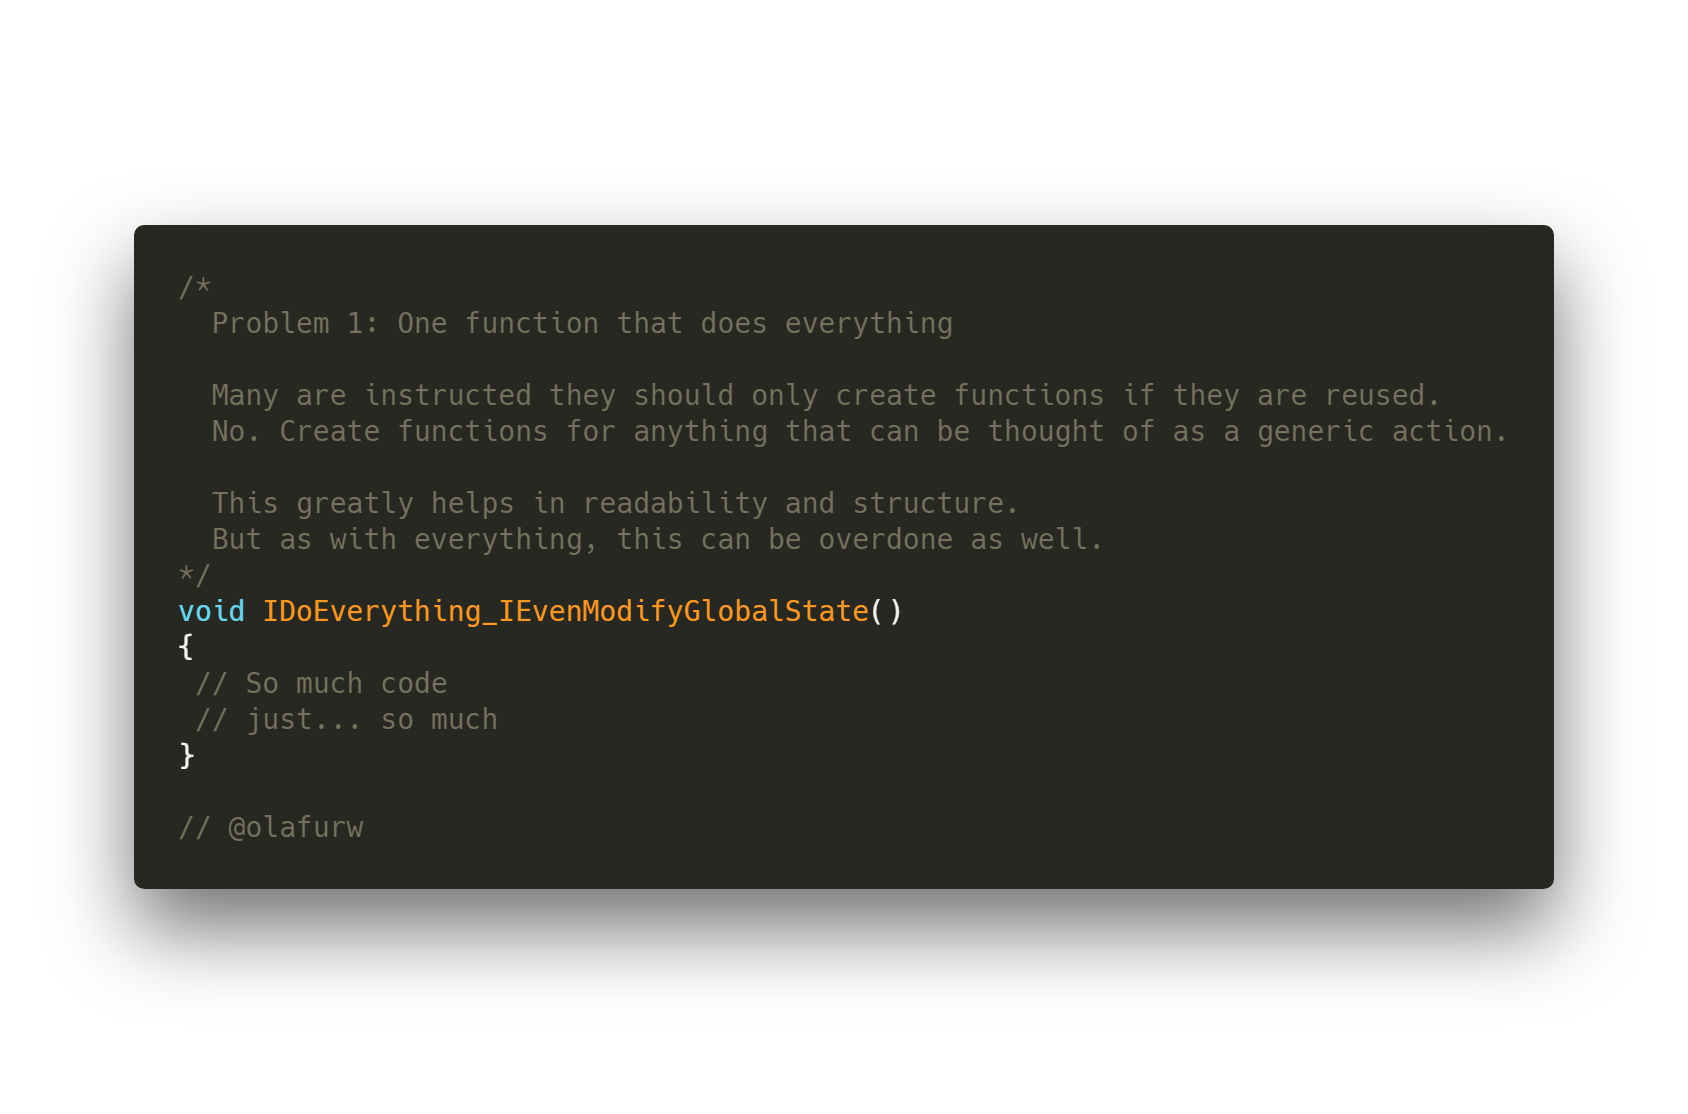 /*
  Problem 1: One function that does everything

  Many are instructed they should only create functions if they are reused.
  No. Create functions for anything that can be thought of as a generic action.

  This greatly helps in readability and structure.
  But as with everything, this can be overdone as well.
*/
void IDoEverything_IEvenModifyGlobalState()
{
 // So much code
 // just... so much
}

// @olafurw